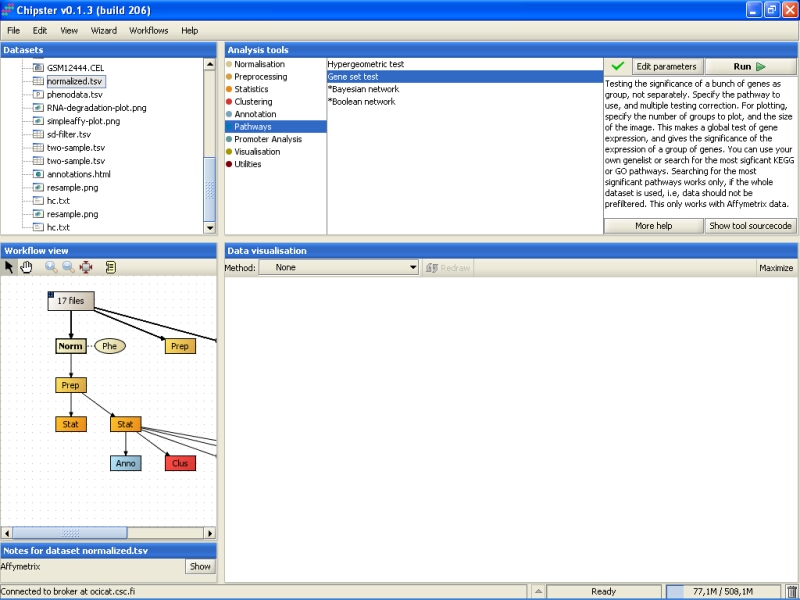 Chipster v0.1.3 (build 206)
File Edit View Wizard Workflows Help
Datasets
GSM12444.CEL
normalized.tsv
phenodata.tsv
RNA-degradation-plot.png
simpleaffy-plot.png
sd-filter.tsv
two-sample.tsv
two-sample.tsv
annotations.html
resample.png
hc.txt
resample.png
hc.txt
Analysis tools
Normalisation
Preprocessing
Statistics
Clustering
Annotation
Pathways
Promoter Analysis
Visualisation
Utilities
Hypergeometric test
Gene set test
*Bayesian network
*Boolean network
Edit parameters
Run
Testing the significance of a bunch of genes as
group, not separately. Specify the pathway to
use, and multiple testing correction. For plotting,
specify the number of groups to plot, and the size
of the image. This makes a global test of gene
expression, and gives the significance of the
expression of a group of genes. You can use your
own genelist or search for the most sigficant KEGG
or GO pathways. Searching for the most
significant pathways works only, if the whole
dataset is used, i.e, data should not be
prefiltered. This only works with Affymetrix data.
More help
Show tool sourcecode
Workflow view
17 files
Norm
Phe
Prep
Prep
Stat
Stat
Anno
Clus
Data visualisation
Method: None
Redraw
Maximize
Notes for dataset normalized.tsv
Affymetrix
Show
Connected to broker at ocicat.csc.fi
Ready
77,1M / 508,1M